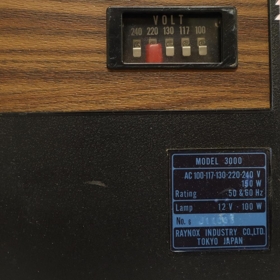 VOLT
240 220 130 117 100
MODEL 3000
AC 100-117-130-220-240 V
180 W
Rating 50 & 60 Hz
Lamp 12 V - 100 W
No.
RAYNOX INDUSTRY CO., LTD.
TOKYO JAPAN